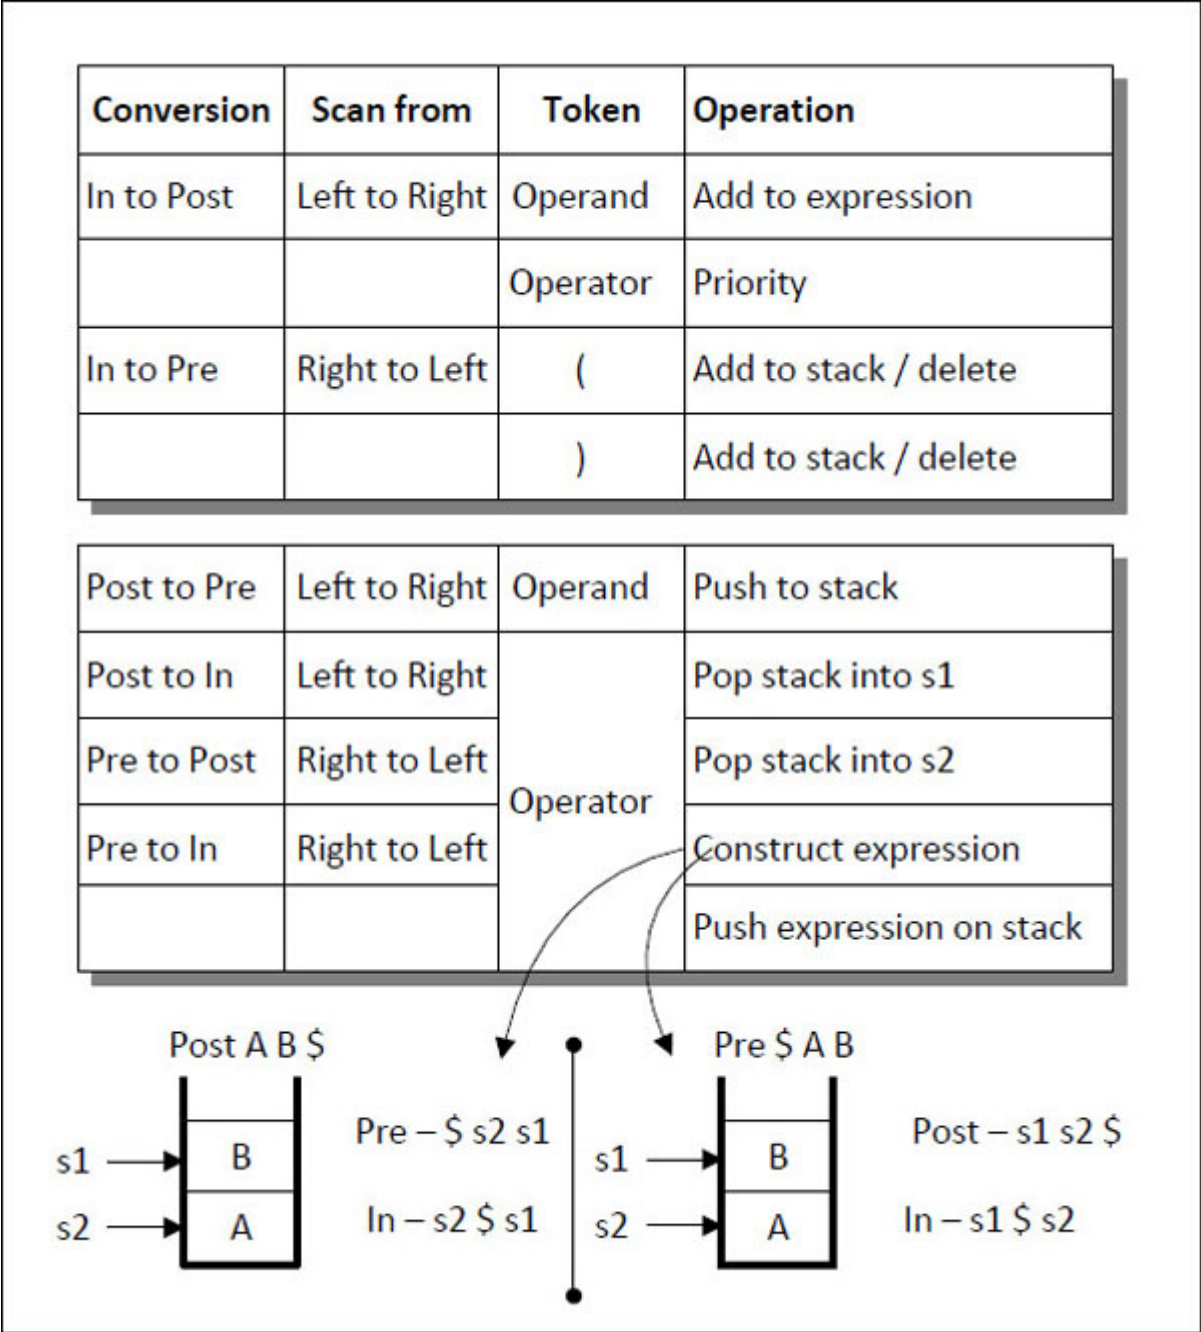 Conversion Scan from Token Operation
In to Post Left to Right Operand Add to expression
Operator Priority
In to Pre Right to Left ( Add to stack / delete
) Add to stack / delete
Post to Pre Left to Right Operand Push to stack
Post to In Left to Right Pop stack into s1
Pre to Post Right to Left Pop stack into s2
Operator
Pre to In Right to Left Construct expression
Push expression on stack
Post A B $ Pre $ A B
Pre – $ s2 s1 Post – s1 s2 $
s1 B s1 B
In – s2 $ s1 In – s1 $ s2
s2 A s2 A